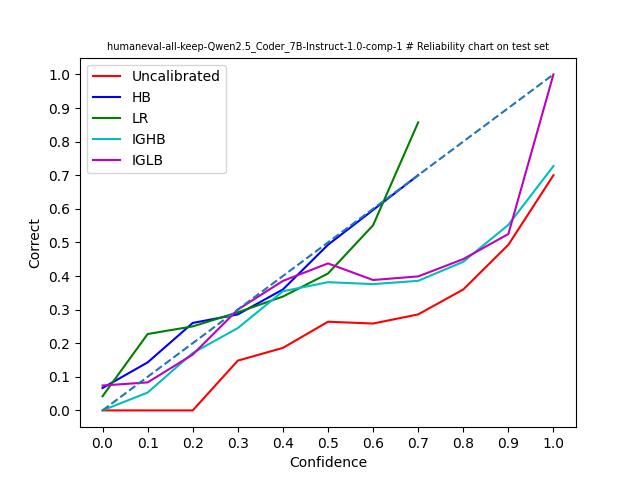 humaneval-all-keep-Qwen2.5_Coder_7B-Instruct-1.0-comp-1 # Reliability chart on test set
Uncalibrated
HB
LR
IGHB
IGLB
1.0
0.9
0.8
0.7
0.6
0.5
0.4
0.3
0.2
0.1
0.0
Correct
0.0 0.1 0.2 0.3 0.4 0.5 0.6 0.7 0.8 0.9 1.0
Confidence